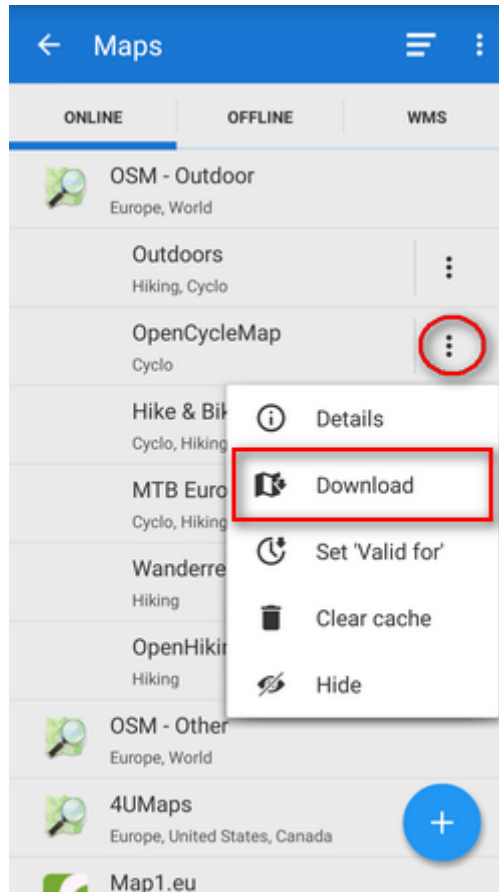 Maps
ONLINE OFFLINE WMS
OSM - Outdoor
Europe, World
Outdoors
Hiking, Cyclo
OpenCycleMap
Cyclo
Hike & Bik
Cyclo, Hiking
MTB Euro
Cyclo, Hiking
Wanderre
Hiking
OpenHikin
Hiking
Details
Download
Set 'Valid for'
Clear cache
Hide
OSM - Other
Europe, World
4UMaps
Europe, United States, Canada
Map1.eu